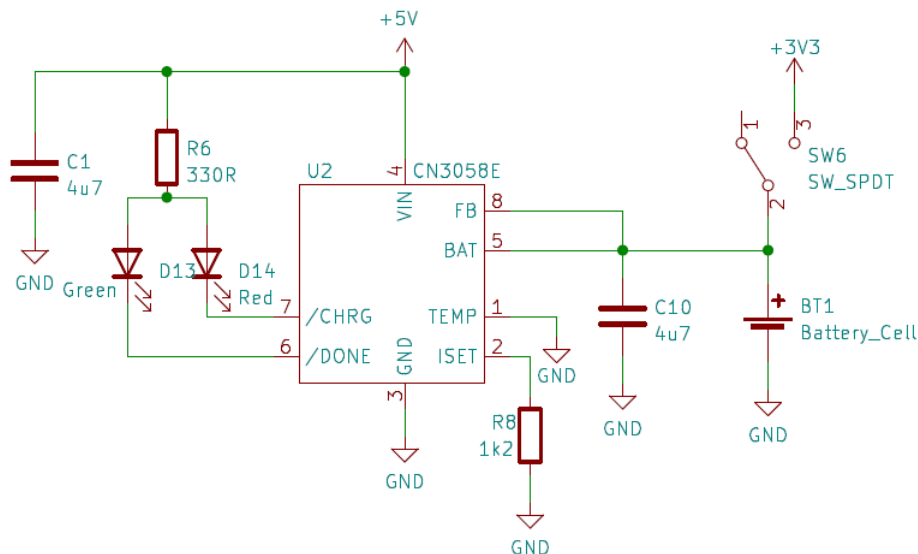 +5V
+3V3
1
3
R6
330R
C1
4u7
U2
4
CN3058E
SW6
SW_SPDT
VIN
FB
8
2
BAT
5
GND
D13
Green
D14
Red
7
/CHRG
TEMP
1
C10
4u7
BT1
Battery_Cell
6
/DONE
GND
ISET
2
GND
3
R8
1k2
GND
GND
GND
GND